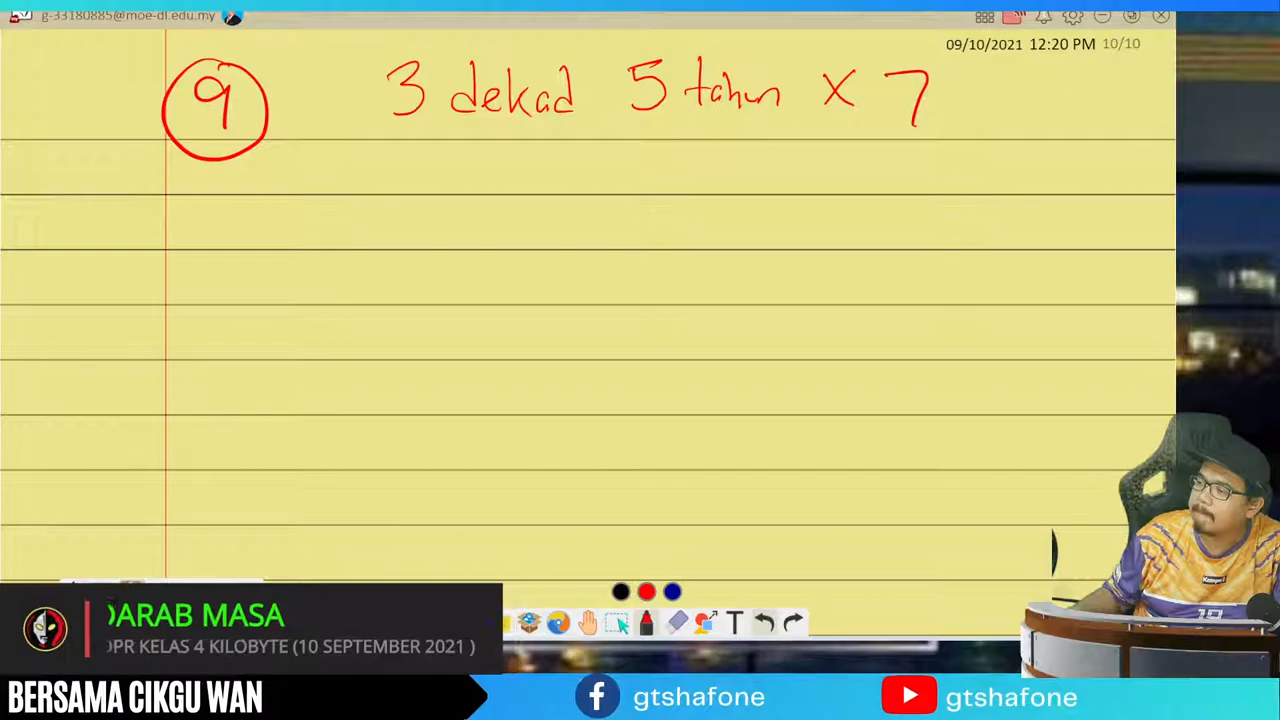 g-33180885@moe-dl.edu.my
09/10/2021 12:20 PM 10/10
9 3 dekad 5 tahun x 7
DARAB MASA
DPR KELAS 4 KILOBYTE (10 SEPTEMBER 2021 )
T
BERSAMA CIKGU WAN
gtshafone
gtshafone